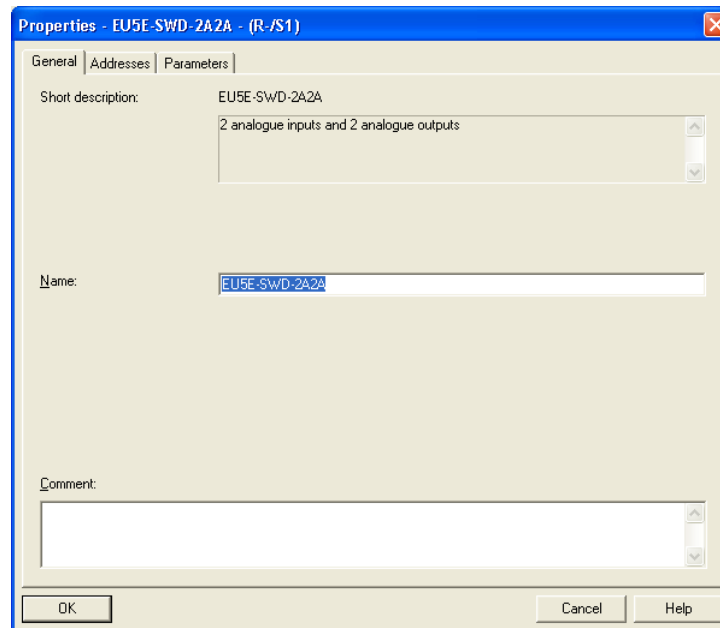 Properties - EU5E-SWD-2A2A - (R-/S1)
General Addresses Parameters
Short description: EU5E-SWD-2A2A
2 analogue inputs and 2 analogue outputs
Name: EU5E-SWD-2A2A
Comment:
OK Cancel Help